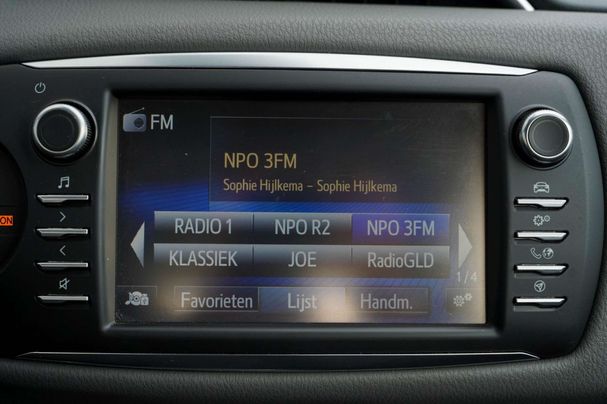 FM
NPO 3FM
Sophie Hijlkema - Sophie Hijlkema
RADIO 1 NPO R2 NPO 3FM
KLASSIEK JOE RadioGLD
1/4
Favorieten Lijst Handm.
ON